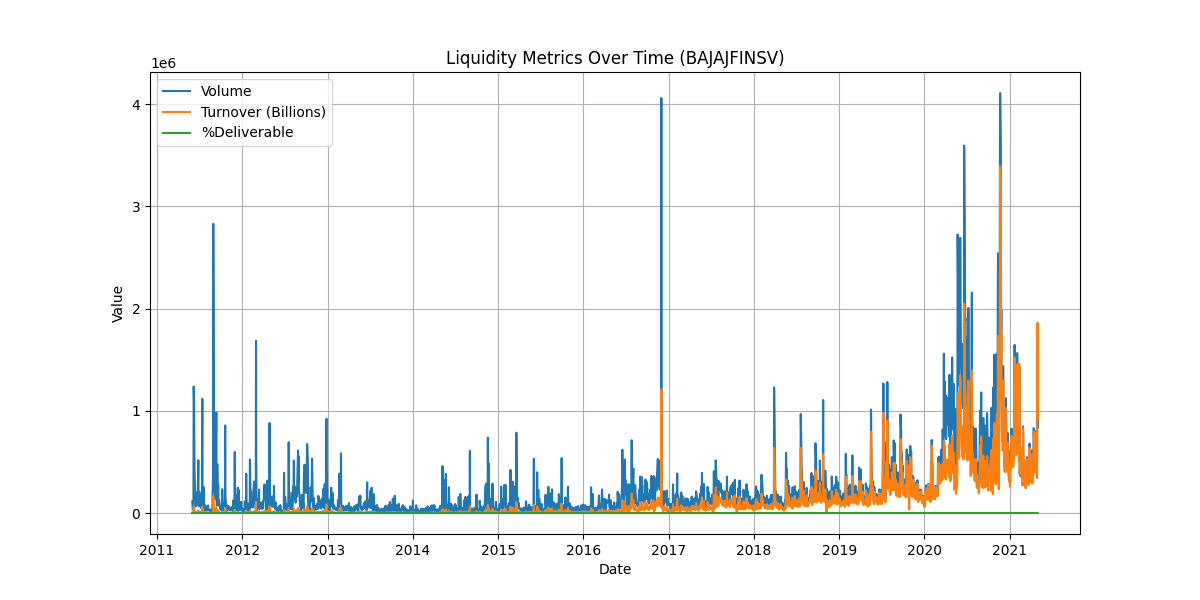 Liquidity Metrics Over Time (BAJAJFINSV)
1e6
Volume
Turnover (Billions)
%Deliverable
4
3
2
1
0
Value
2011 2012 2013 2014 2015 2016 2017 2018 2019 2020 2021
Date